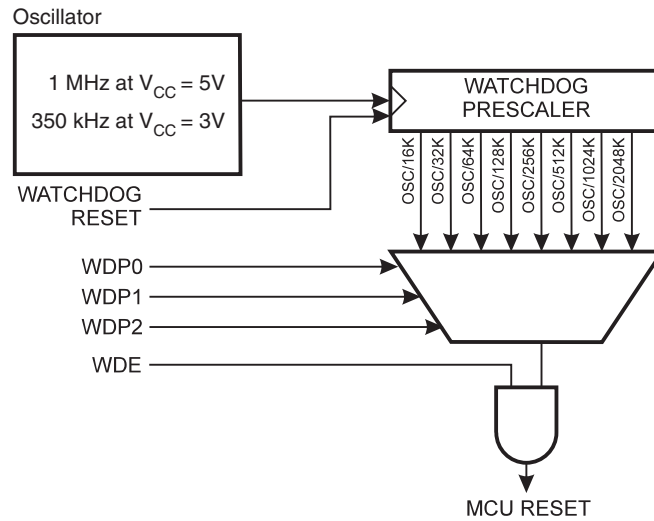 Oscillator
1 MHz at VCC = 5V
350 kHz at VCC = 3V
WATCHDOG
PRESCALER
OSC/16K
OSC/32K
OSC/64K
OSC/128K
OSC/256K
OSC/512K
OSC/1024K
OSC/2048K
WATCHDOG
RESET
WDP0
WDP1
WDP2
WDE
MCU RESET